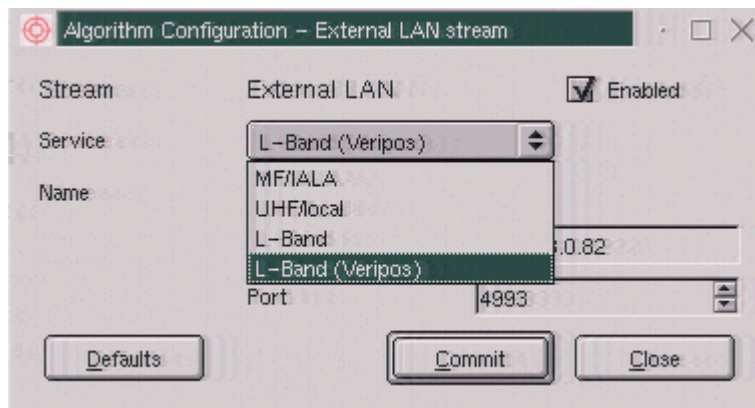 Algorithm Configuration – External LAN stream
Stream External LAN Enabled
Service L–Band (Veripos)
MF/IALA
Name
UHF/local
L–Band
.0.82
L–Band (Veripos)
Port 4993
Defaults Commit Close